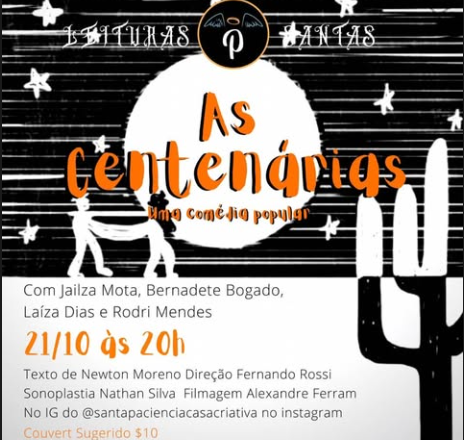 LEITURAS P SANTAS
As
Centenárias
Uma comédia popular
Com Jailza Mota, Bernadete Bogado,
Laíza Dias e Rodri Mendes
21/10 às 20h
Texto de Newton Moreno Direção Fernando Rossi
Sonoplastia Nathan Silva Filmagem Alexandre Ferram
No IG do @santapacienciacasacriativa no instagram
Couvert Sugerido $10